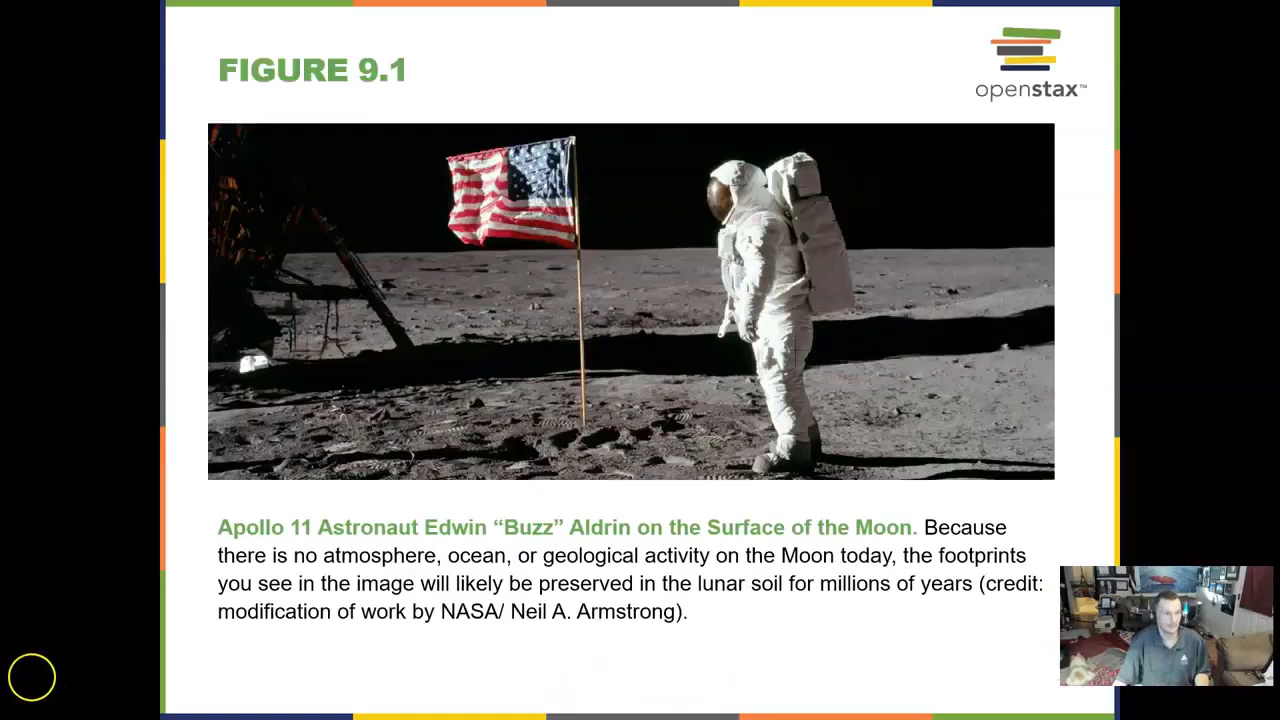 FIGURE 9.1
openstax™
Apollo 11 Astronaut Edwin “Buzz” Aldrin on the Surface of the Moon. Because
there is no atmosphere, ocean, or geological activity on the Moon today, the footprints
you see in the image will likely be preserved in the lunar soil for millions of years (credit:
modification of work by NASA/ Neil A. Armstrong).